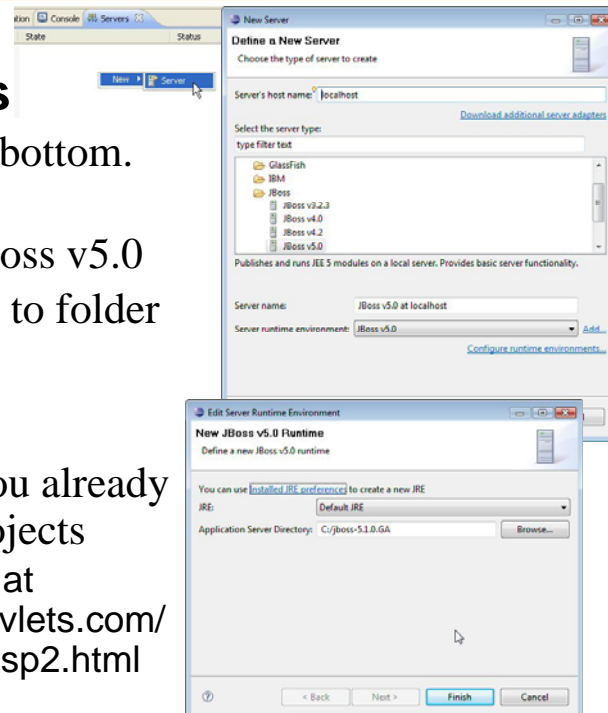 tion Console Servers
State Status
New Server
s
bottom.
oss v5.0
to folder
ou already
bjects
at
vlets.com/
sp2.html
New Server
Define a New Server
Choose the type of server to create
Server's host name: localhost
Download additional server adapters
Select the server type:
type filter text
GlassFish
IBM
JBoss
JBoss v3.2.3
JBoss v4.0
JBoss v4.2
JBoss v5.0
Publishes and runs JEE 5 modules on a local server. Provides basic server functionality.
Server name: JBoss v5.0 at localhost
Server runtime environment: JBoss v5.0 Add...
Configure runtime environments...
Edit Server Runtime Environment
New JBoss v5.0 Runtime
Define a new JBoss v5.0 runtime
You can use Installed JRE preferences to create a new JRE
JRE: Default JRE
Application Server Directory: C:/jboss-5.1.0.GA Browse...
? < Back Next > Finish Cancel